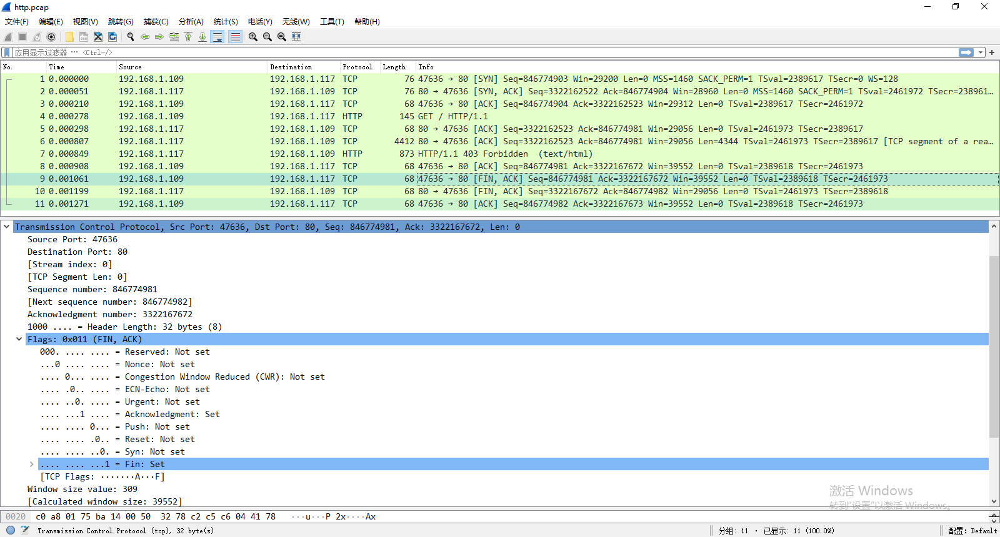 http.pcap
文件(F) 编辑(E) 视图(V) 跳转(G) 捕获(C) 分析(A) 统计(S) 电话(Y) 无线(W) 工具(T) 帮助(H)
应用显示过滤器 … <Ctrl-/>
No. Time Source Destination Protocol Length Info
1 0.000000 192.168.1.109 192.168.1.117 TCP 76 47636 → 80 [SYN] Seq=846774903 Win=29200 Len=0 MSS=1460 SACK_PERM=1 TSval=2389617 TSecr=0 WS=128
2 0.000051 192.168.1.117 192.168.1.109 TCP 76 80 → 47636 [SYN, ACK] Seq=3322162522 Ack=846774904 Win=28960 Len=0 MSS=1460 SACK_PERM=1 TSval=2461972 TSecr=238961…
3 0.000210 192.168.1.109 192.168.1.117 TCP 68 47636 → 80 [ACK] Seq=846774904 Ack=3322162523 Win=29312 Len=0 TSval=2389617 TSecr=2461972
4 0.000278 192.168.1.109 192.168.1.117 HTTP 145 GET / HTTP/1.1
5 0.000298 192.168.1.117 192.168.1.109 TCP 68 80 → 47636 [ACK] Seq=3322162523 Ack=846774981 Win=29056 Len=0 TSval=2461973 TSecr=2389617
6 0.000807 192.168.1.117 192.168.1.109 TCP 4412 80 → 47636 [ACK] Seq=3322162523 Ack=846774981 Win=29056 Len=4344 TSval=2461973 TSecr=2389617 [TCP segment of a rea…
7 0.000849 192.168.1.117 192.168.1.109 HTTP 873 HTTP/1.1 403 Forbidden (text/html)
8 0.000908 192.168.1.109 192.168.1.117 TCP 68 47636 → 80 [ACK] Seq=846774981 Ack=3322167672 Win=39552 Len=0 TSval=2389618 TSecr=2461973
9 0.001061 192.168.1.109 192.168.1.117 TCP 68 47636 → 80 [FIN, ACK] Seq=846774981 Ack=3322167672 Win=39552 Len=0 TSval=2389618 TSecr=2461973
10 0.001199 192.168.1.117 192.168.1.109 TCP 68 80 → 47636 [FIN, ACK] Seq=3322167672 Ack=846774982 Win=29056 Len=0 TSval=2461973 TSecr=2389618
11 0.001271 192.168.1.109 192.168.1.117 TCP 68 47636 → 80 [ACK] Seq=846774982 Ack=3322167673 Win=39552 Len=0 TSval=2389618 TSecr=2461973
Transmission Control Protocol, Src Port: 47636, Dst Port: 80, Seq: 846774981, Ack: 3322167672, Len: 0
Source Port: 47636
Destination Port: 80
[Stream index: 0]
[TCP Segment Len: 0]
Sequence number: 846774981
[Next sequence number: 846774982]
Acknowledgment number: 3322167672
1000 .... = Header Length: 32 bytes (8)
Flags: 0x011 (FIN, ACK)
000. .... .... = Reserved: Not set
...0 .... .... = Nonce: Not set
.... 0... .... = Congestion Window Reduced (CWR): Not set
.... .0.. .... = ECN-Echo: Not set
.... ..0. .... = Urgent: Not set
.... ...1 .... = Acknowledgment: Set
.... .... 0... = Push: Not set
.... .... .0.. = Reset: Not set
.... .... ..0. = Syn: Not set
.... .... ...1 = Fin: Set
[TCP Flags: ·······A···F]
Window size value: 309
[Calculated window size: 39552]
激活 Windows
转到"设置"以激活 Windows。
0020 c0 a8 01 75 ba 14 00 50 32 78 c2 c5 c6 04 41 78 ···u···P 2x····Ax
Transmission Control Protocol (tcp), 32 byte(s) 分组: 11 · 已显示: 11 (100.0%) 配置: Default